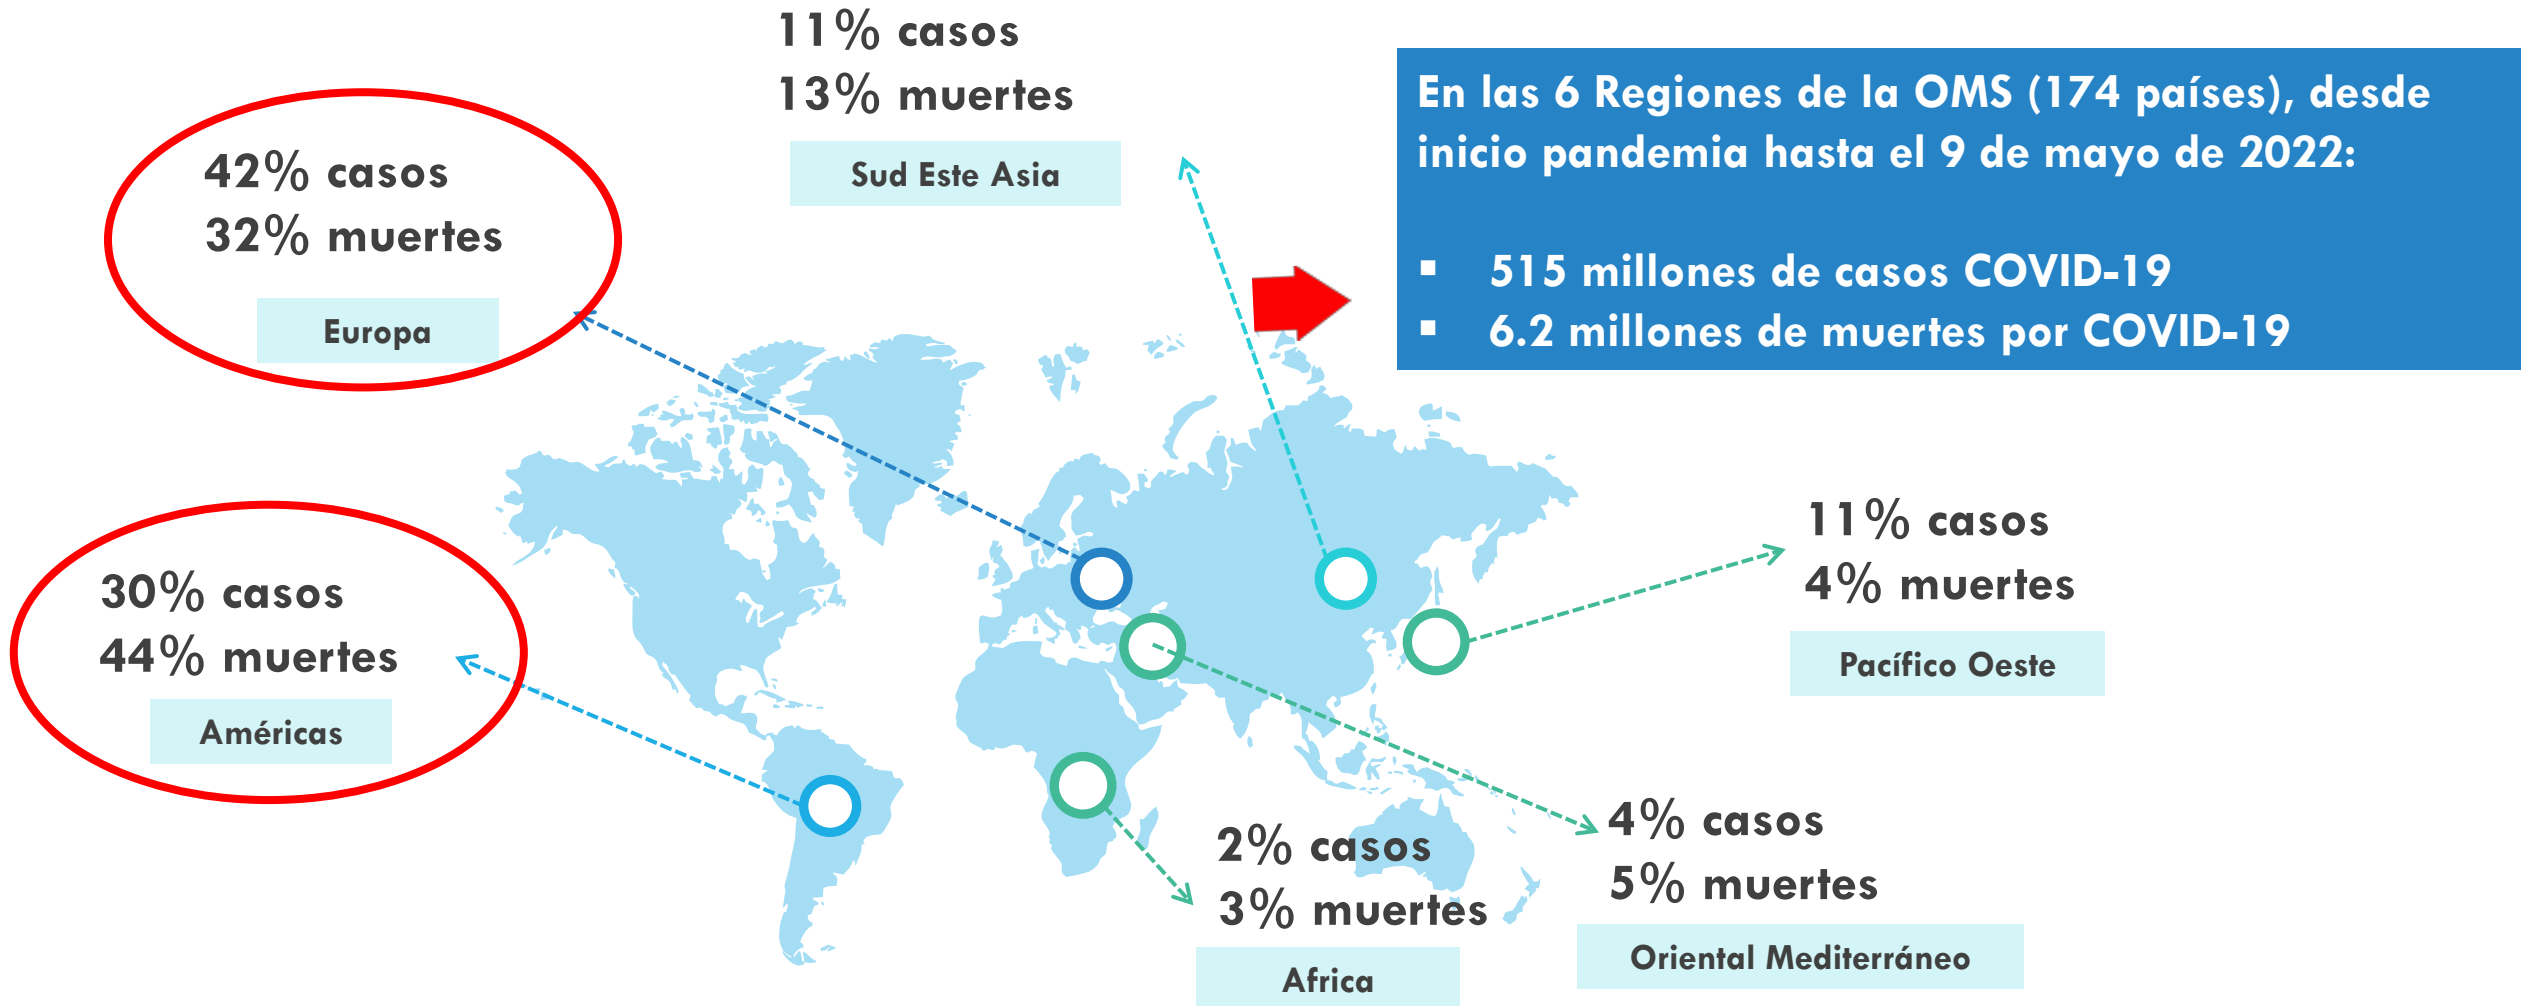 11% casos
13% muertes
Sud Este Asia
En las 6 Regiones de la OMS (174 países), desde
inicio pandemia hasta el 9 de mayo de 2022:
▪ 515 millones de casos COVID-19
▪ 6.2 millones de muertes por COVID-19
42% casos
32% muertes
Europa
30% casos
44% muertes
Américas
11% casos
4% muertes
Pacífico Oeste
2% casos
3% muertes
Africa
4% casos
5% muertes
Oriental Mediterráneo